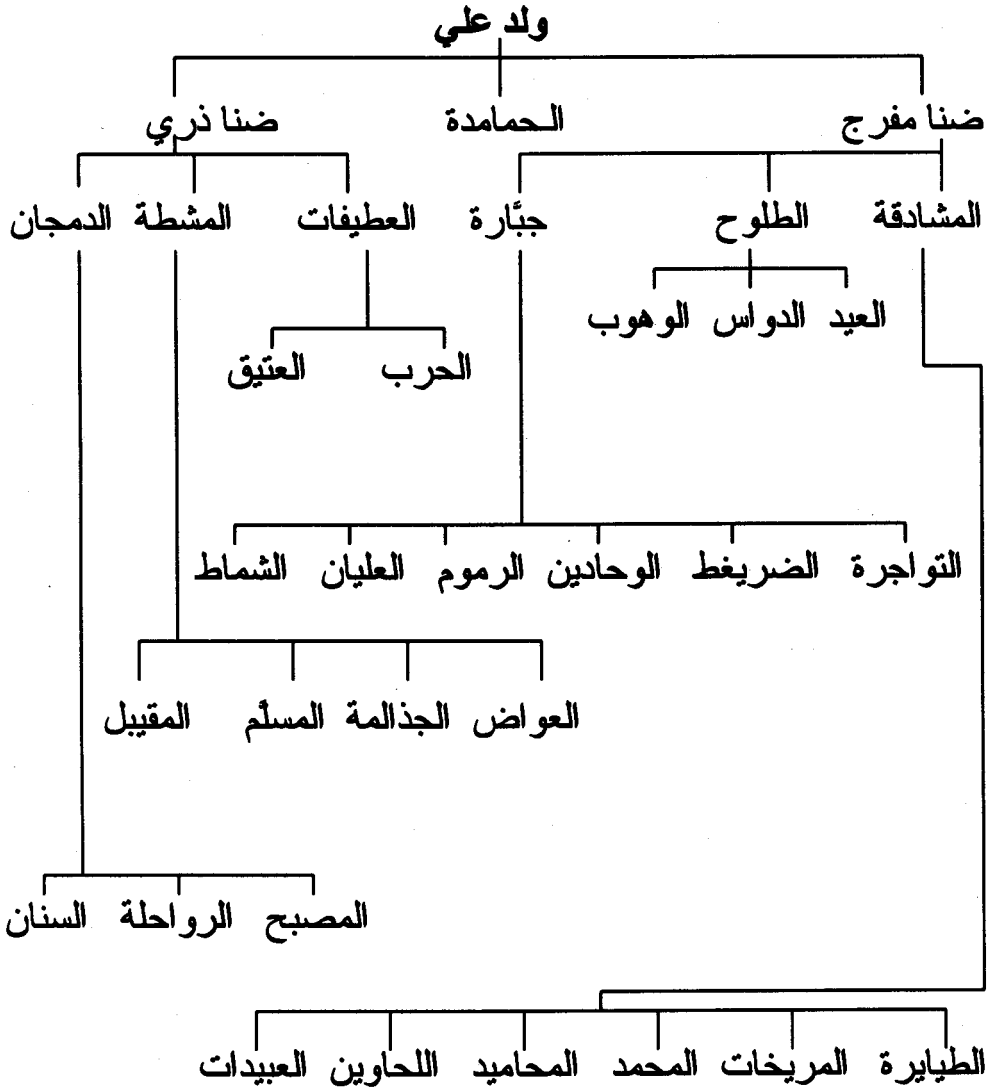 ولد علي
ضنا مفرج الحمامدة ضنا ذري
المشادقة الطلوح جبَّارة العطيفات المشطة الدمجان
العيد الدواس الوهوب
الحرب العتيق
التواجرة الضريغط الوحادين الرموم العليان الشماط
العواض الجذالمة المسلَّم المقيبل
المصبح الرواحلة السنان
الطيايرة المريخات المحمد المحاميد اللحاوين العبيدات